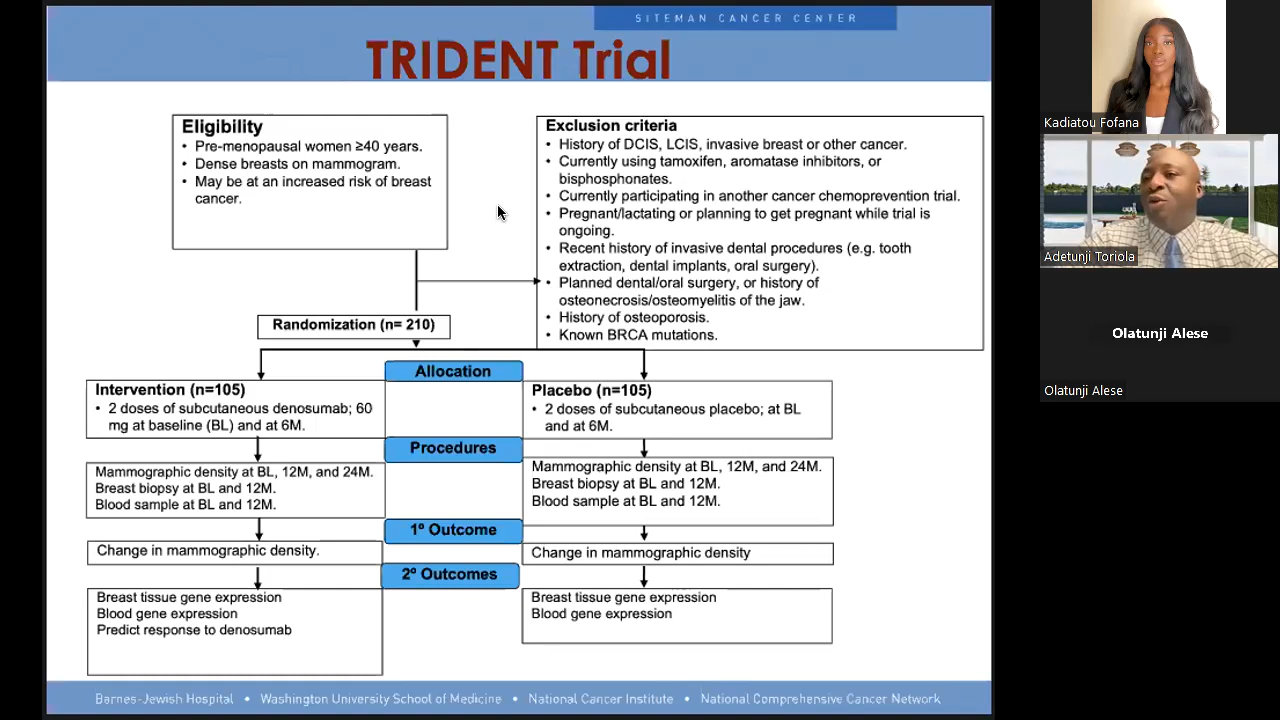 SITEMAN CANCER CENTER
TRIDENT Trial
Eligibility
• Pre-menopausal women ≥40 years.
• Dense breasts on mammogram.
• May be at an increased risk of breast
cancer.
Exclusion criteria
• History of DCIS, LCIS, invasive breast or other cancer.
• Currently using tamoxifen, aromatase inhibitors, or
bisphosphonates.
• Currently participating in another cancer chemoprevention trial.
• Pregnant/lactating or planning to get pregnant while trial is
ongoing.
• Recent history of invasive dental procedures (e.g. tooth
extraction, dental implants, oral surgery).
• Planned dental/oral surgery, or history of
osteonecrosis/osteomyelitis of the jaw.
• History of osteoporosis.
• Known BRCA mutations.
Randomization (n= 210)
Allocation
Intervention (n=105)
• 2 doses of subcutaneous denosumab; 60
mg at baseline (BL) and at 6M.
Placebo (n=105)
• 2 doses of subcutaneous placebo; at BL
and at 6M.
Procedures
Mammographic density at BL, 12M, and 24M.
Breast biopsy at BL and 12M.
Blood sample at BL and 12M.
Mammographic density at BL, 12M, and 24M.
Breast biopsy at BL and 12M.
Blood sample at BL and 12M.
1º Outcome
Change in mammographic density.
Change in mammographic density
2º Outcomes
Breast tissue gene expression
Blood gene expression
Predict response to denosumab
Breast tissue gene expression
Blood gene expression
Barnes-Jewish Hospital • Washington University School of Medicine • National Cancer Institute • National Comprehensive Cancer Network
Kadiatou Fofana
Adetunji Toriola
Olatunji Alese
Olatunji Alese